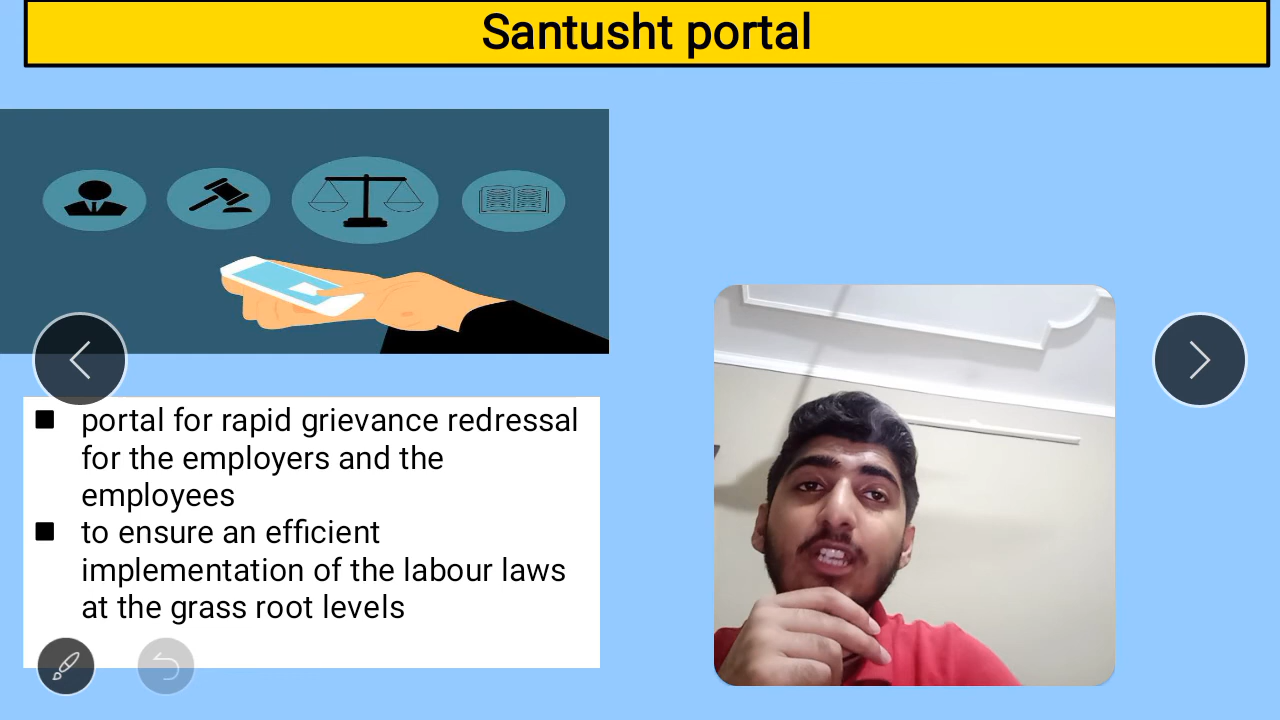 Santusht portal
portal for rapid grievance redressal
for the employers and the
employees
to ensure an efficient
implementation of the labour laws
at the grass root levels